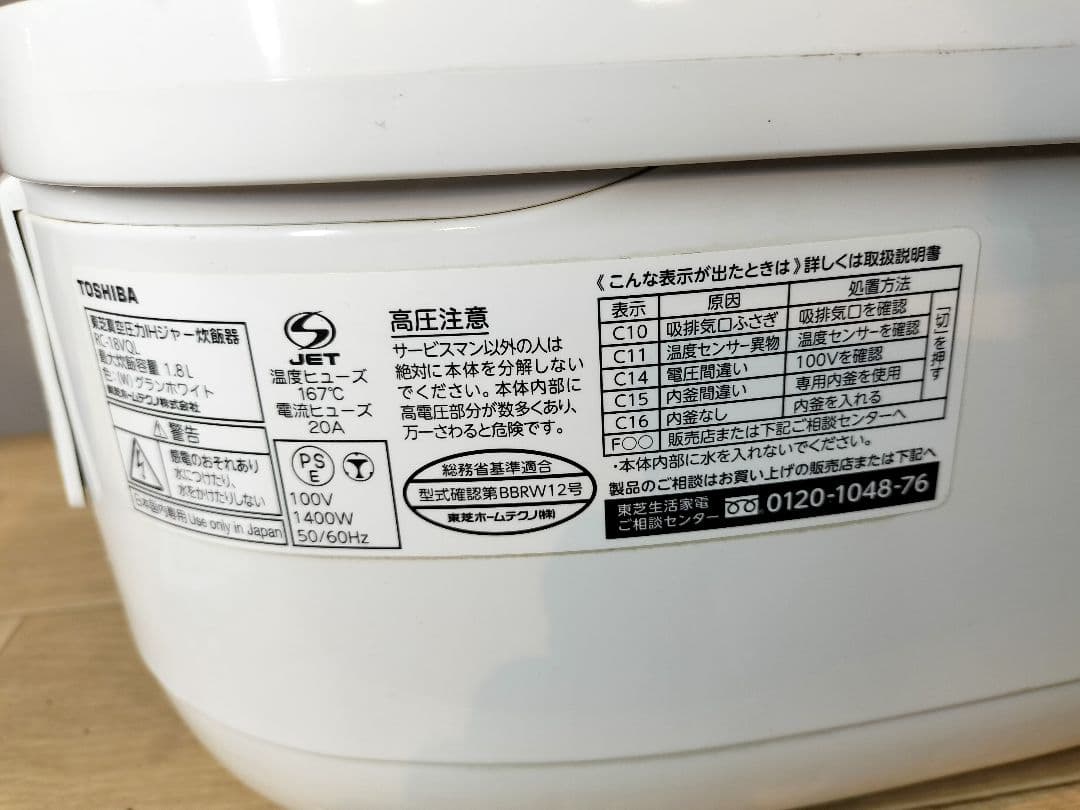 TOSHIBA
東芝真空圧力IHジャー炊飯器
RC-18VQL
最大炊飯容量 1.8L
色:(W)グランホワイト
東芝ホームテクノ株式会社
⚠警告
感電のおそれあり
水につけたり、
水をかけたりしない
日本国内専用 Use only in Japan
JET
温度ヒューズ
167℃
電流ヒューズ
20A
PS
E
100V
1400W
50/60Hz
高圧注意
サービスマン以外の人は
絶対に本体を分解しない
でください。本体内部に
高電圧部分が数多くあり、
万一さわると危険です。
総務省基準適合
型式確認第BBRW12号
東芝ホームテクノ(株)
《こんな表示が出たときは》詳しくは取扱説明書
表示 原因 処置方法
C10 吸排気口ふさぎ 吸排気口を確認
C11 温度センサー異物 温度センサーを確認
C14 電圧間違い 100Vを確認
C15 内釜間違い 専用内釜を使用
C16 内釜なし 内釜を入れる
切を押す
F○○ 販売店または下記ご相談センターへ
・本体内部に水を入れないでください。
製品のご相談はお買い上げの販売店または下記へ
東芝生活家電
ご相談センター 0120-1048-76